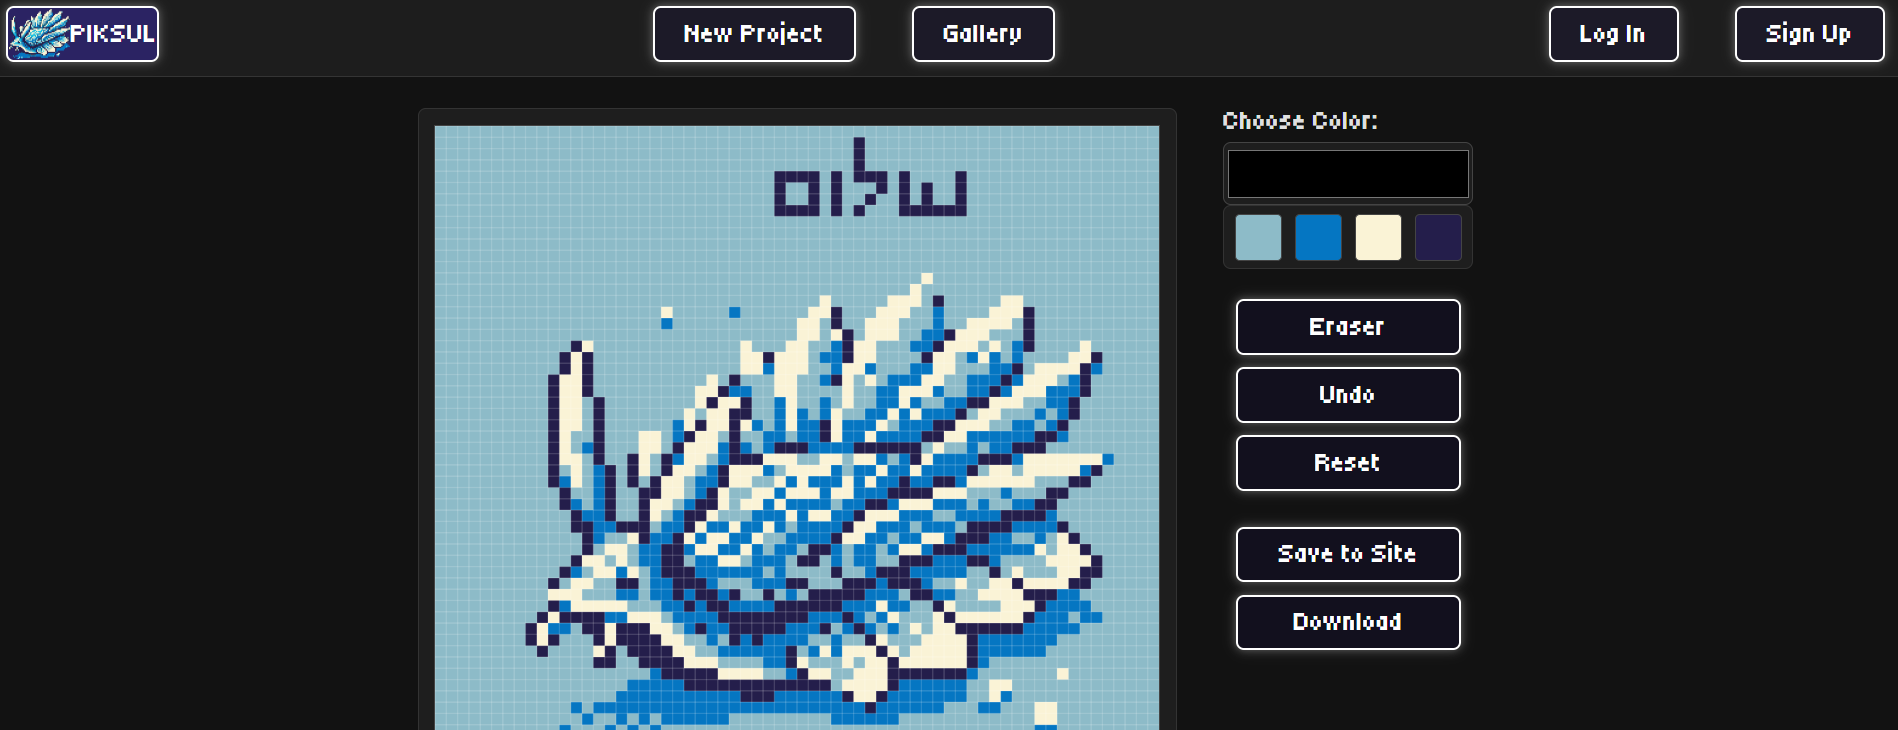 PIKSUL
New Project
Gallery
Log In
Sign Up
שלום
Choose Color:
Eraser
Undo
Reset
Save to Site
Download